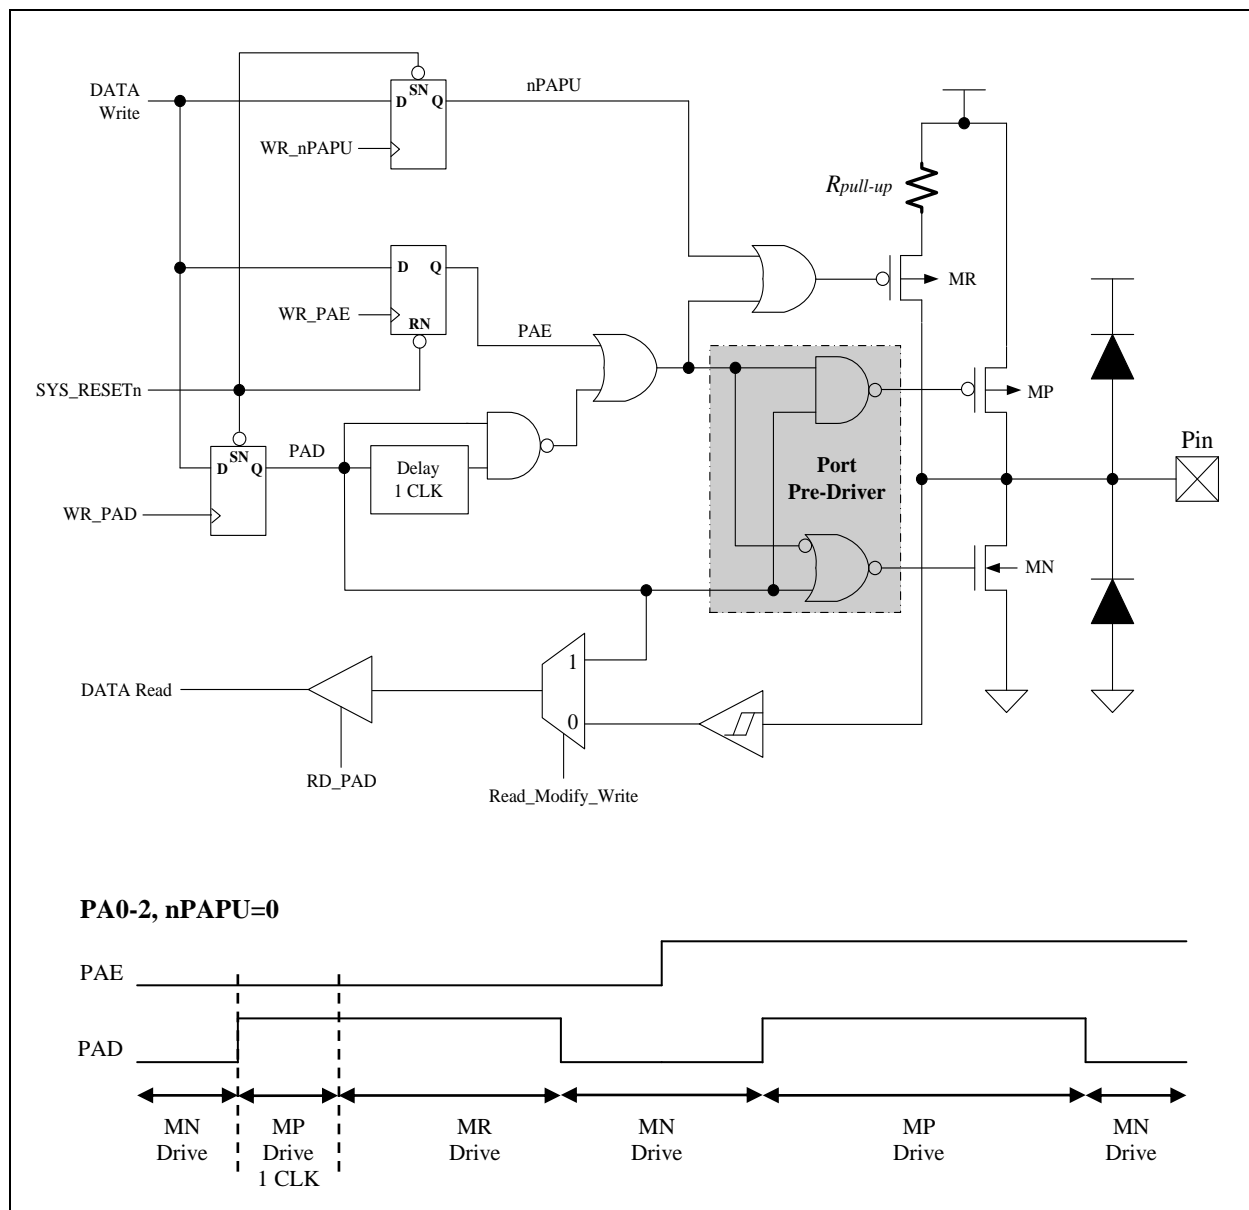 DATA
Write
SN
D
Q
nPAPU
WR_nPAPU
Rpull-up
D
Q
WR_PAE
RN
PAE
MR
SYS_RESETn
MP
SN
D
Q
PAD
Delay
1 CLK
Port
Pre-Driver
Pin
WR_PAD
MN
1
DATA Read
0
RD_PAD
Read_Modify_Write
PA0-2, nPAPU=0
PAE
PAD
MN
Drive
MP
Drive
1 CLK
MR
Drive
MN
Drive
MP
Drive
MN
Drive